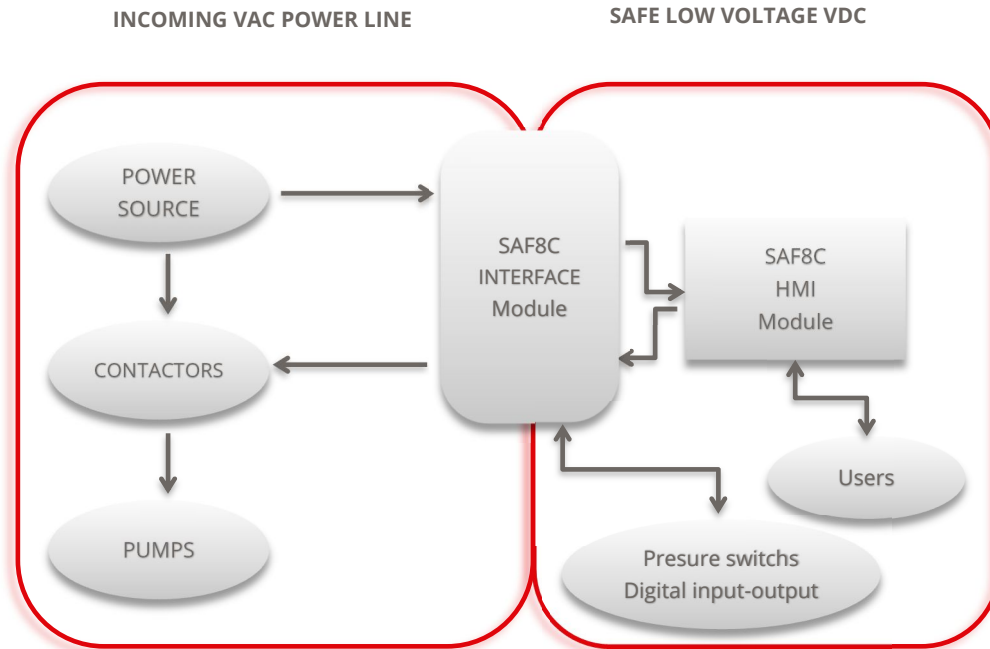 INCOMING VAC POWER LINE
SAFE LOW VOLTAGE VDC
POWER
SOURCE
SAF8C
INTERFACE
Module
SAF8C
HMI
Module
CONTACTORS
Users
PUMPS
Presure switchs
Digital input-output